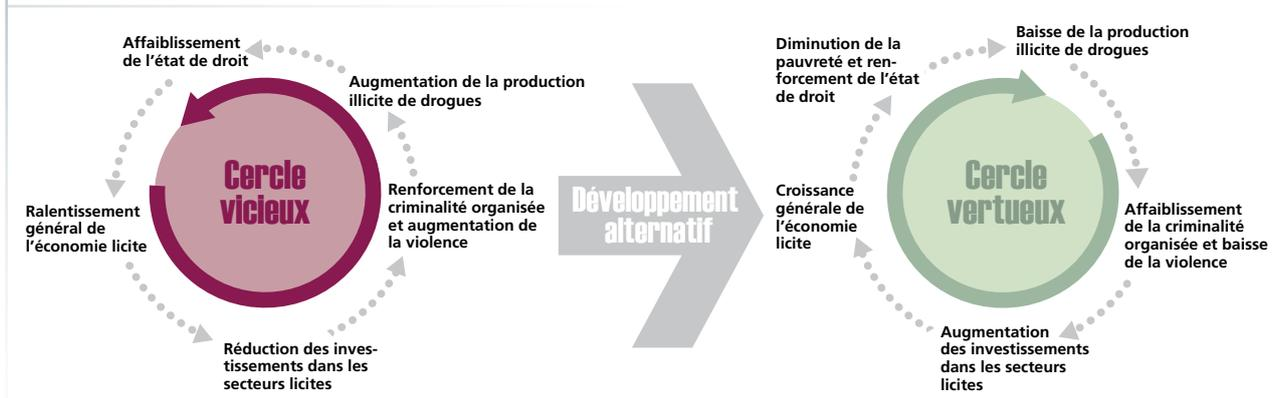 Affaiblissement
de l'état de droit
Augmentation de la production
illicite de drogues
Cercle
vicieux
Renforcement de la
criminalité organisée
et augmentation de
la violence
Ralentissement
général de
l'économie licite
Réduction des inves-
tissements dans les
secteurs licites
Développement
alternatif
Diminution de la
pauvreté et ren-
forcement de l'état
de droit
Baisse de la production
illicite de drogues
Cercle
vertueux
Croissance
générale de
l'économie
licite
Affaiblissement
de la criminalité
organisée et baisse
de la violence
Augmentation
des investissements
dans les secteurs
licites